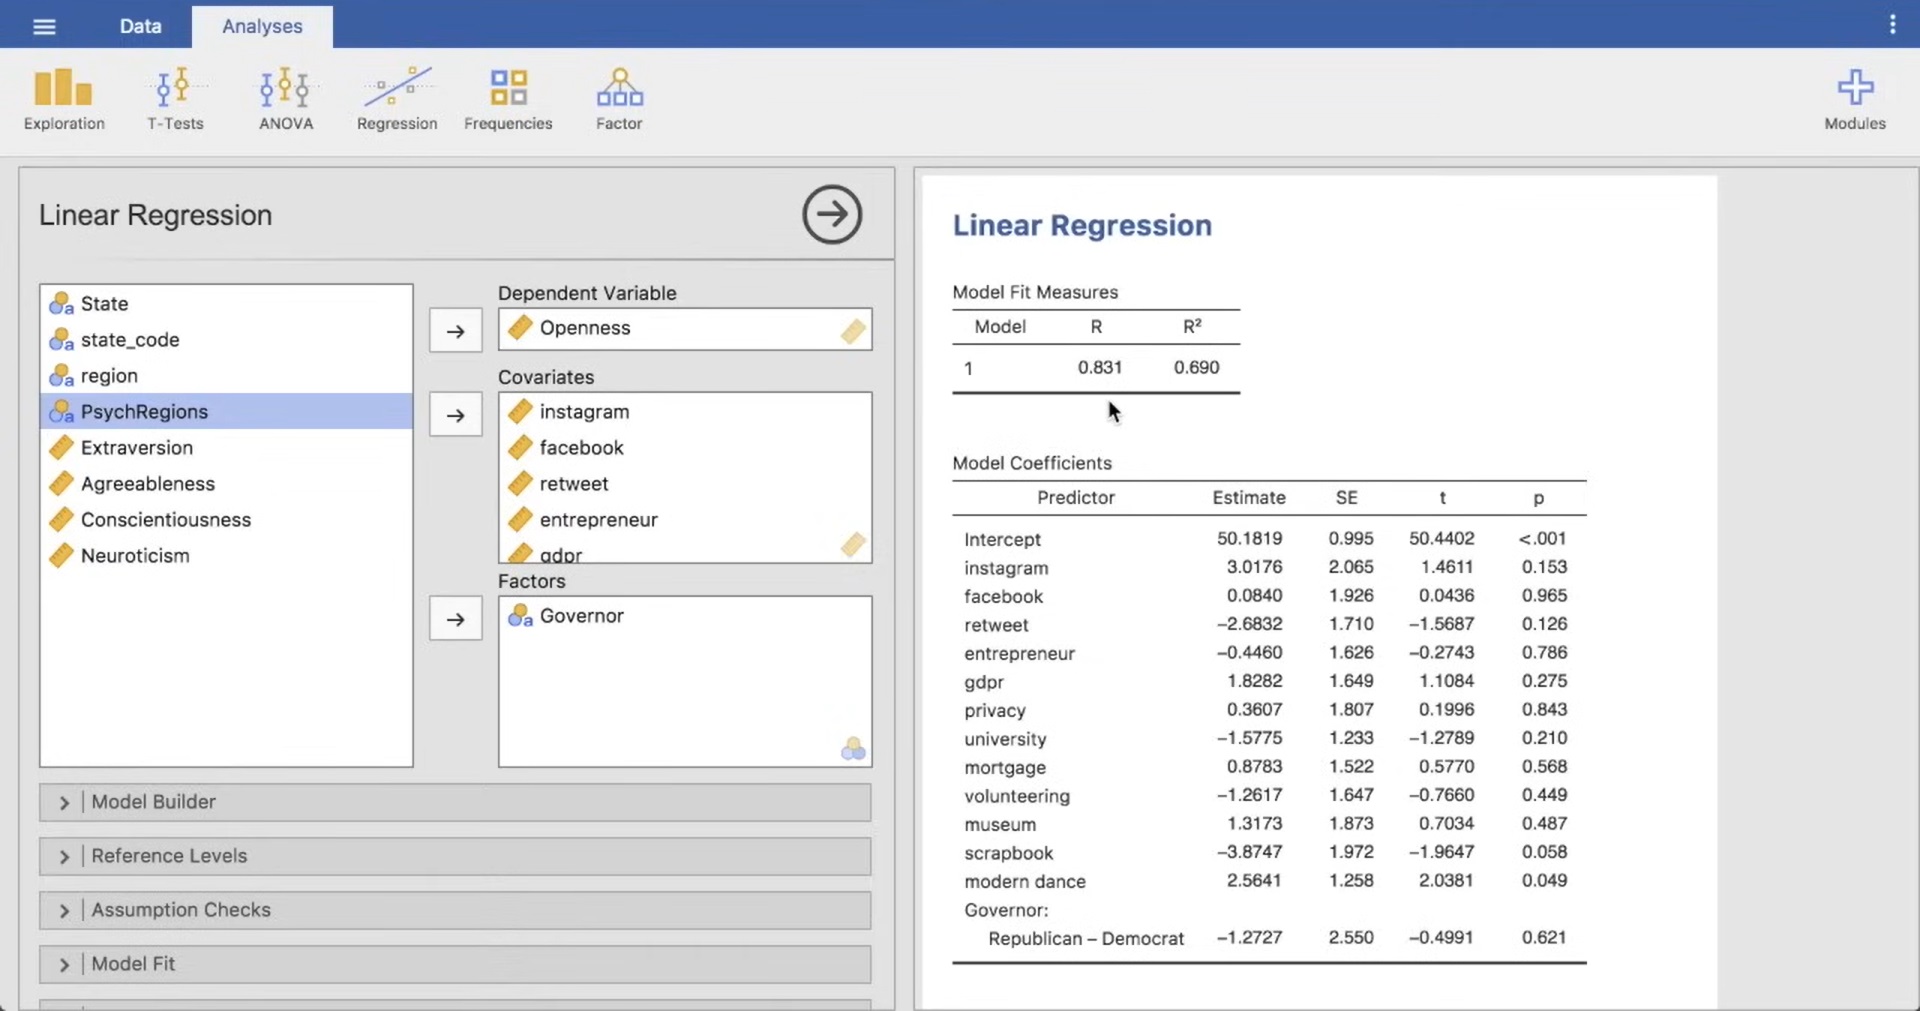 Data
Analyses
Exploration
T-Tests
ANOVA
Regression
Frequencies
Factor
Modules
Linear Regression
State
state_code
region
PsychRegions
Extraversion
Agreeableness
Conscientiousness
Neuroticism
Dependent Variable
Openness
Covariates
instagram
facebook
retweet
entrepreneur
gdpr
Factors
Governor
Model Builder
Reference Levels
Assumption Checks
Model Fit
Linear Regression
Model Fit Measures
Model R R²
1 0.831 0.690
Model Coefficients
Predictor Estimate SE t p
Intercept 50.1819 0.995 50.4402 <.001
instagram 3.0176 2.065 1.4611 0.153
facebook 0.0840 1.926 0.0436 0.965
retweet −2.6832 1.710 −1.5687 0.126
entrepreneur −0.4460 1.626 −0.2743 0.786
gdpr 1.8282 1.649 1.1084 0.275
privacy 0.3607 1.807 0.1996 0.843
university −1.5775 1.233 −1.2789 0.210
mortgage 0.8783 1.522 0.5770 0.568
volunteering −1.2617 1.647 −0.7660 0.449
museum 1.3173 1.873 0.7034 0.487
scrapbook −3.8747 1.972 −1.9647 0.058
modern dance 2.5641 1.258 2.0381 0.049
Governor:
Republican – Democrat −1.2727 2.550 −0.4991 0.621